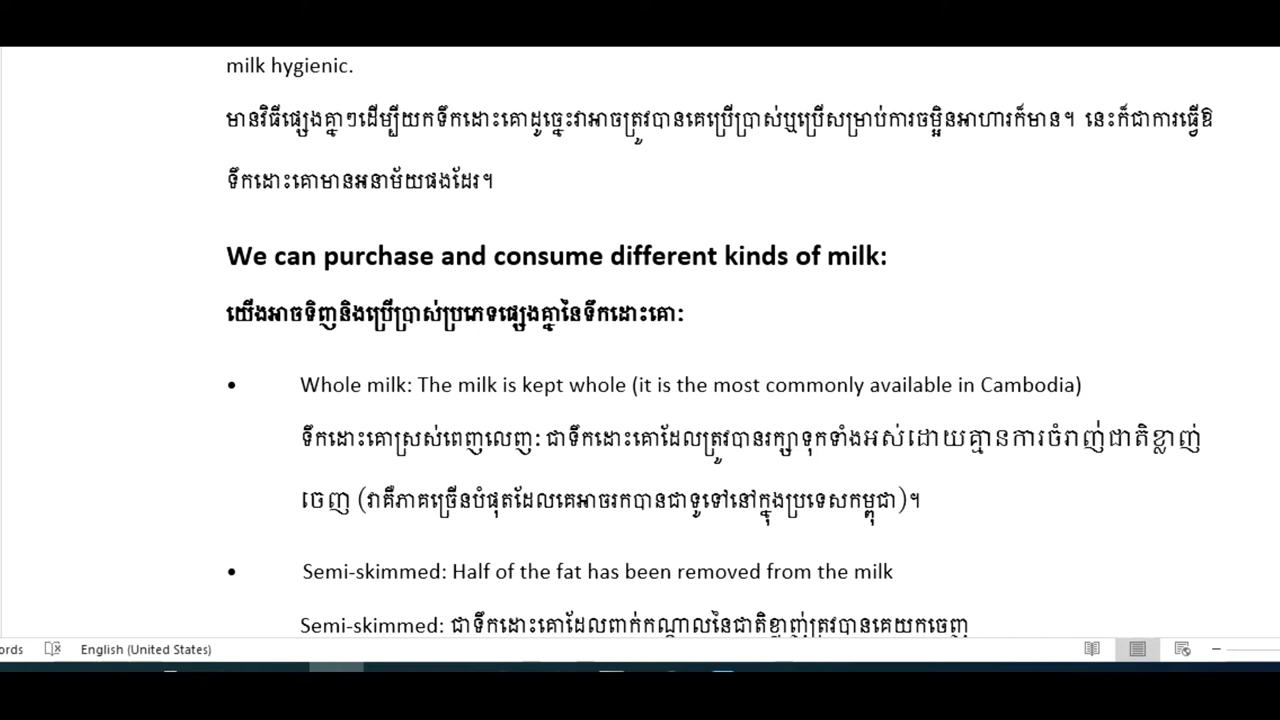 milk hygienic.
មានវិធីផ្សេងគ្នាៗដើម្បីយកទឹកដោះគោដូច្នេះវាអាចត្រូវបានគេប្រើប្រាស់ឬប្រើសម្រាប់ការចម្អិនអាហារក៏មាន។ នេះក៏ជាការធ្វើឱ
ទឹកដោះគោមានអនាម័យផងដែរ។
We can purchase and consume different kinds of milk:
យើងអាចទិញនិងប្រើប្រាស់ប្រភេទផ្សេងគ្នានៃទឹកដោះគោ:
• Whole milk: The milk is kept whole (it is the most commonly available in Cambodia)
ទឹកដោះគោស្រស់ពេញលេញ: ជាទឹកដោះគោដែលត្រូវបានរក្សាទុកទាំងអស់ដោយគ្មានការចំរាញ់ជាតិខ្លាញ់
ចេញ (វាគឺភាគច្រើនបំផុតដែលគេអាចរកបានជាទូទៅនៅក្នុងប្រទេសកម្ពុជា)។
• Semi-skimmed: Half of the fat has been removed from the milk
Semi-skimmed: ជាទឹកដោះគោដែលពាក់កណ្តាលនៃជាតិខ្លាញ់ត្រូវបានគេយកចេញ
ords English (United States)